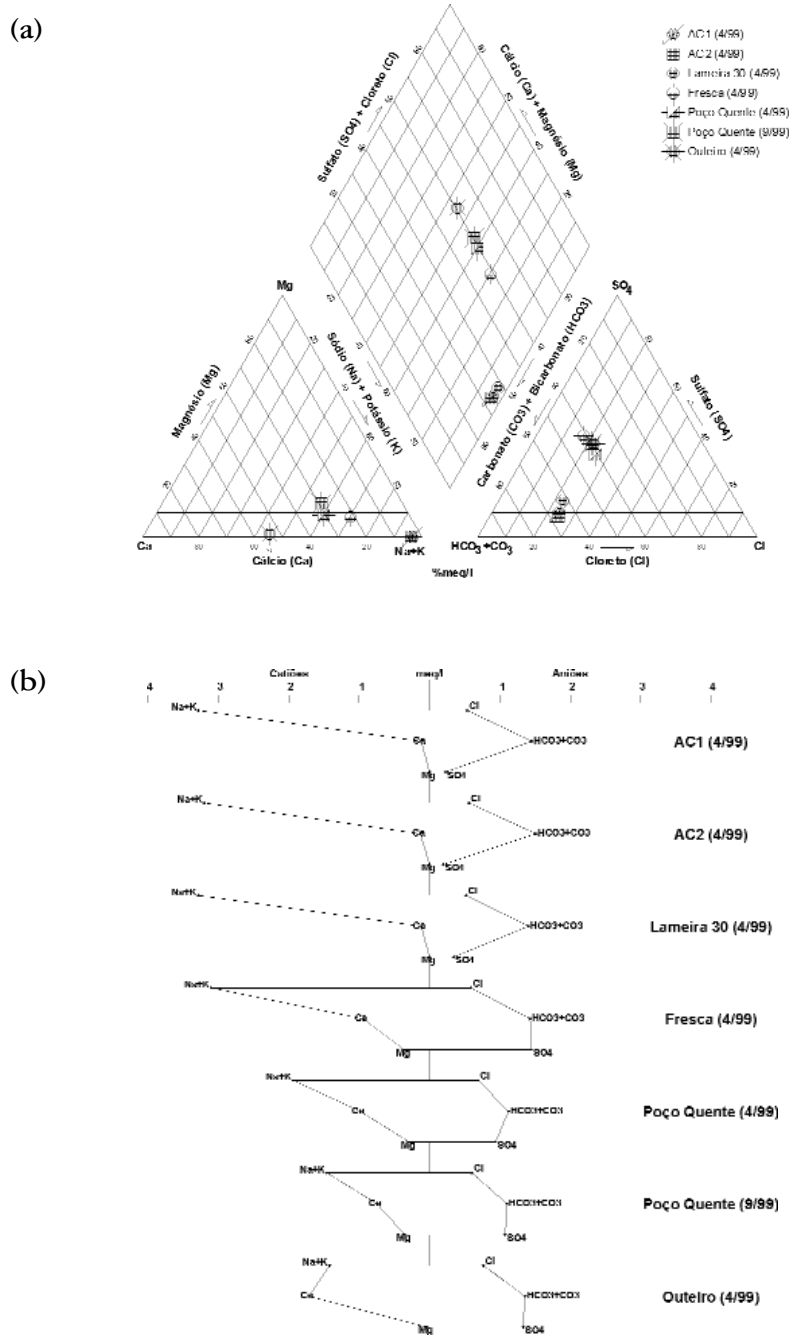 (a)
AC1 (4/99)
AC2 (4/99)
Lameira 30 (4/99)
Fresca (4/99)
Poço Quente (4/99)
Poço Quente (9/99)
Outeiro (4/99)
Sulfato (SO4) + Cloreto (Cl)
Cálcio (Ca) + Magnésio (Mg)
Mg
SO4
Magnésio (Mg)
Sódio (Na) + Potássio (K)
Carbonato (CO3) + Bicarbonato (HCO3)
Sulfato (SO4)
Ca
80
40
20
Na+K
HCO3+CO3
20
40
60
80
Cl
Cálcio (Ca)
%meq/l
Cloreto (Cl)
(b)
Catiões
meq/l
Aniões
4
3
2
1
1
2
3
4
Na+K
Cl
Ca
HCO3+CO3
AC1 (4/99)
Mg
SO4
Na+K
Cl
Ca
HCO3+CO3
AC2 (4/99)
Mg
SO4
Na+K
Cl
Ca
HCO3+CO3
Lameira 30 (4/99)
Mg
SO4
Na+K
Cl
Ca
HCO3+CO3
Fresca (4/99)
Mg
SO4
Na+K
Cl
Ca
HCO3+CO3
Poço Quente (4/99)
Mg
SO4
Na+K
Cl
Ca
HCO3+CO3
Poço Quente (9/99)
Mg
SO4
Na+K
Cl
Ca
HCO3+CO3
Outeiro (4/99)
Mg
SO4